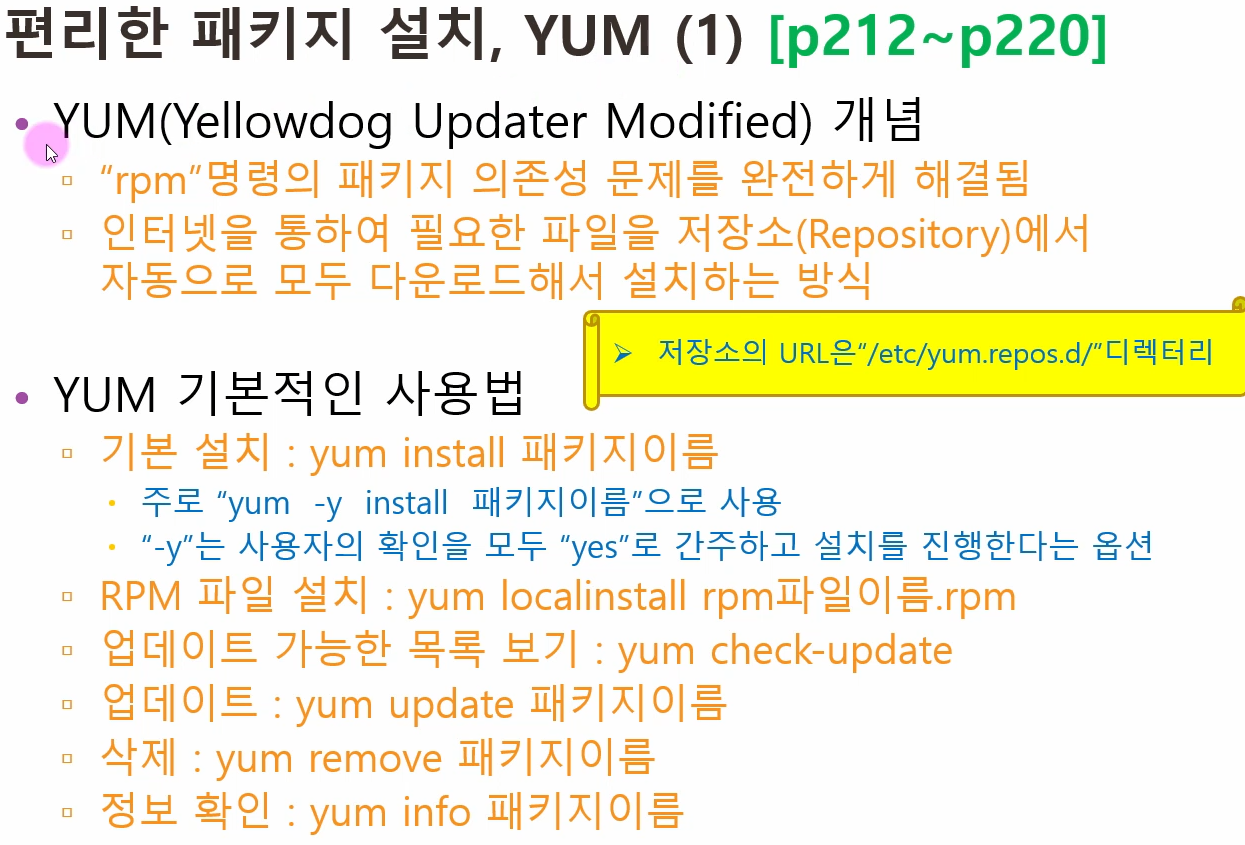 편리한 패키지 설치, YUM (1) [p212~p220]
• YUM(Yellowdog Updater Modified) 개념
▫ “rpm”명령의 패키지 의존성 문제를 완전하게 해결됨
▫ 인터넷을 통하여 필요한 파일을 저장소(Repository)에서
자동으로 모두 다운로드해서 설치하는 방식
➢ 저장소의 URL은“/etc/yum.repos.d/”디렉터리
• YUM 기본적인 사용법
▫ 기본 설치 : yum install 패키지이름
• 주로 “yum -y install 패키지이름”으로 사용
• “-y”는 사용자의 확인을 모두 “yes”로 간주하고 설치를 진행한다는 옵션
▫ RPM 파일 설치 : yum localinstall rpm파일이름.rpm
▫ 업데이트 가능한 목록 보기 : yum check-update
▫ 업데이트 : yum update 패키지이름
▫ 삭제 : yum remove 패키지이름
▫ 정보 확인 : yum info 패키지이름